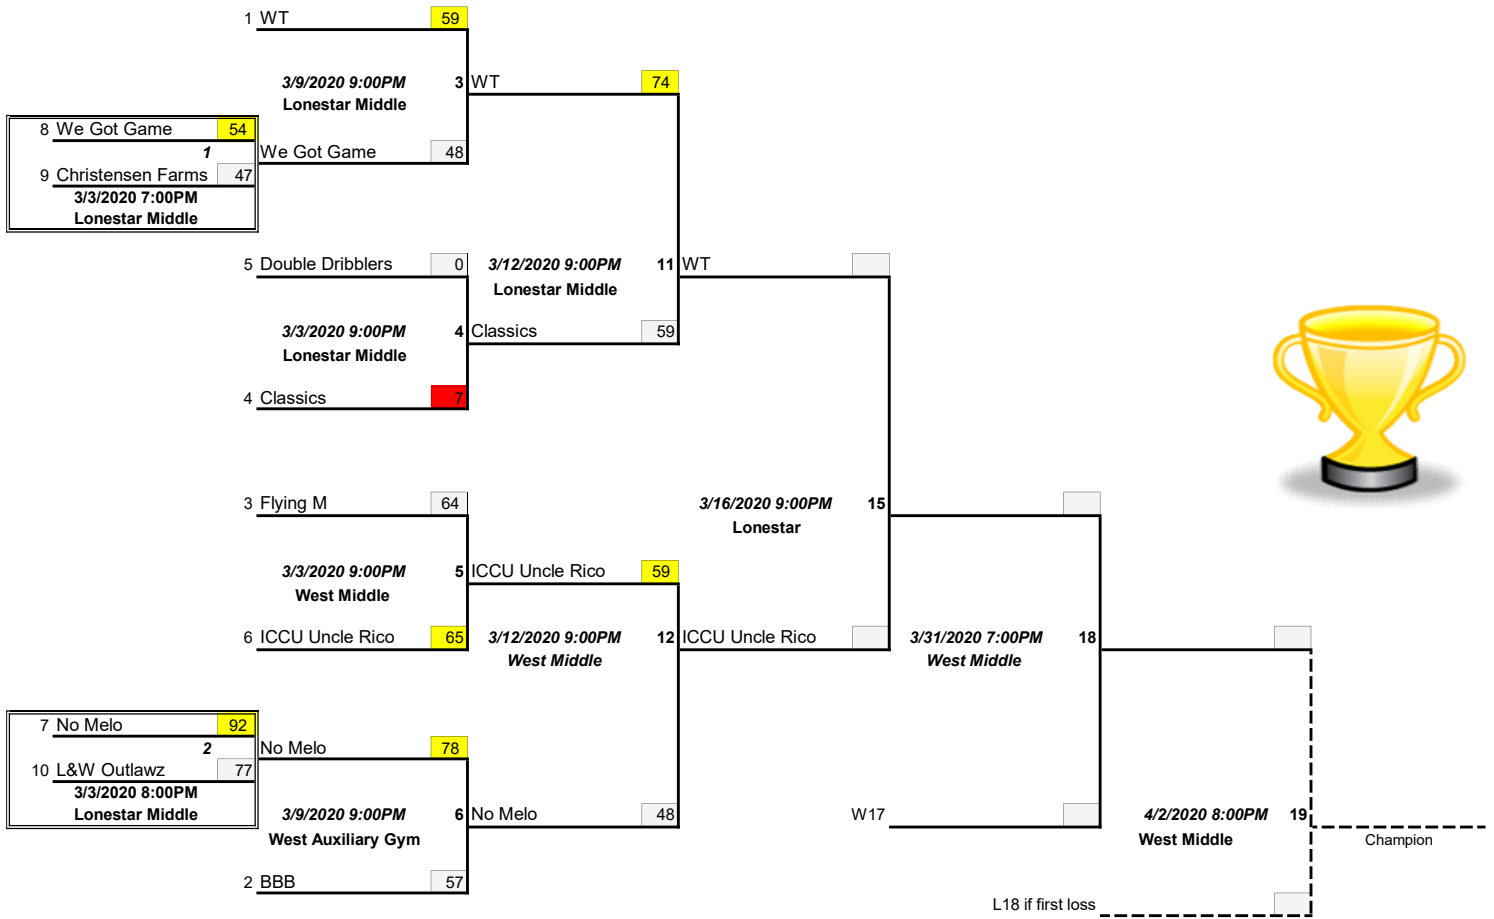 1 WT 59
3/9/2020 9:00PM 3 WT 74
Lonestar Middle
8 We Got Game 54
1 We Got Game 48
9 Christensen Farms 47
3/3/2020 7:00PM
Lonestar Middle
5 Double Dribblers 0 3/12/2020 9:00PM 11 WT
Lonestar Middle
3/3/2020 9:00PM 4 Classics 59
Lonestar Middle
4 Classics 7
3 Flying M 64 3/16/2020 9:00PM 15
Lonestar
3/3/2020 9:00PM 5 ICCU Uncle Rico 59
West Middle
6 ICCU Uncle Rico 65 3/12/2020 9:00PM 12 ICCU Uncle Rico 3/31/2020 7:00PM 18
West Middle West Middle
7 No Melo 92
2 No Melo 78
10 L&W Outlawz 77
3/3/2020 8:00PM
Lonestar Middle 3/9/2020 9:00PM 6 No Melo 48 W17 4/2/2020 8:00PM 19
West Auxiliary Gym West Middle Champion
2 BBB 57
L18 if first loss